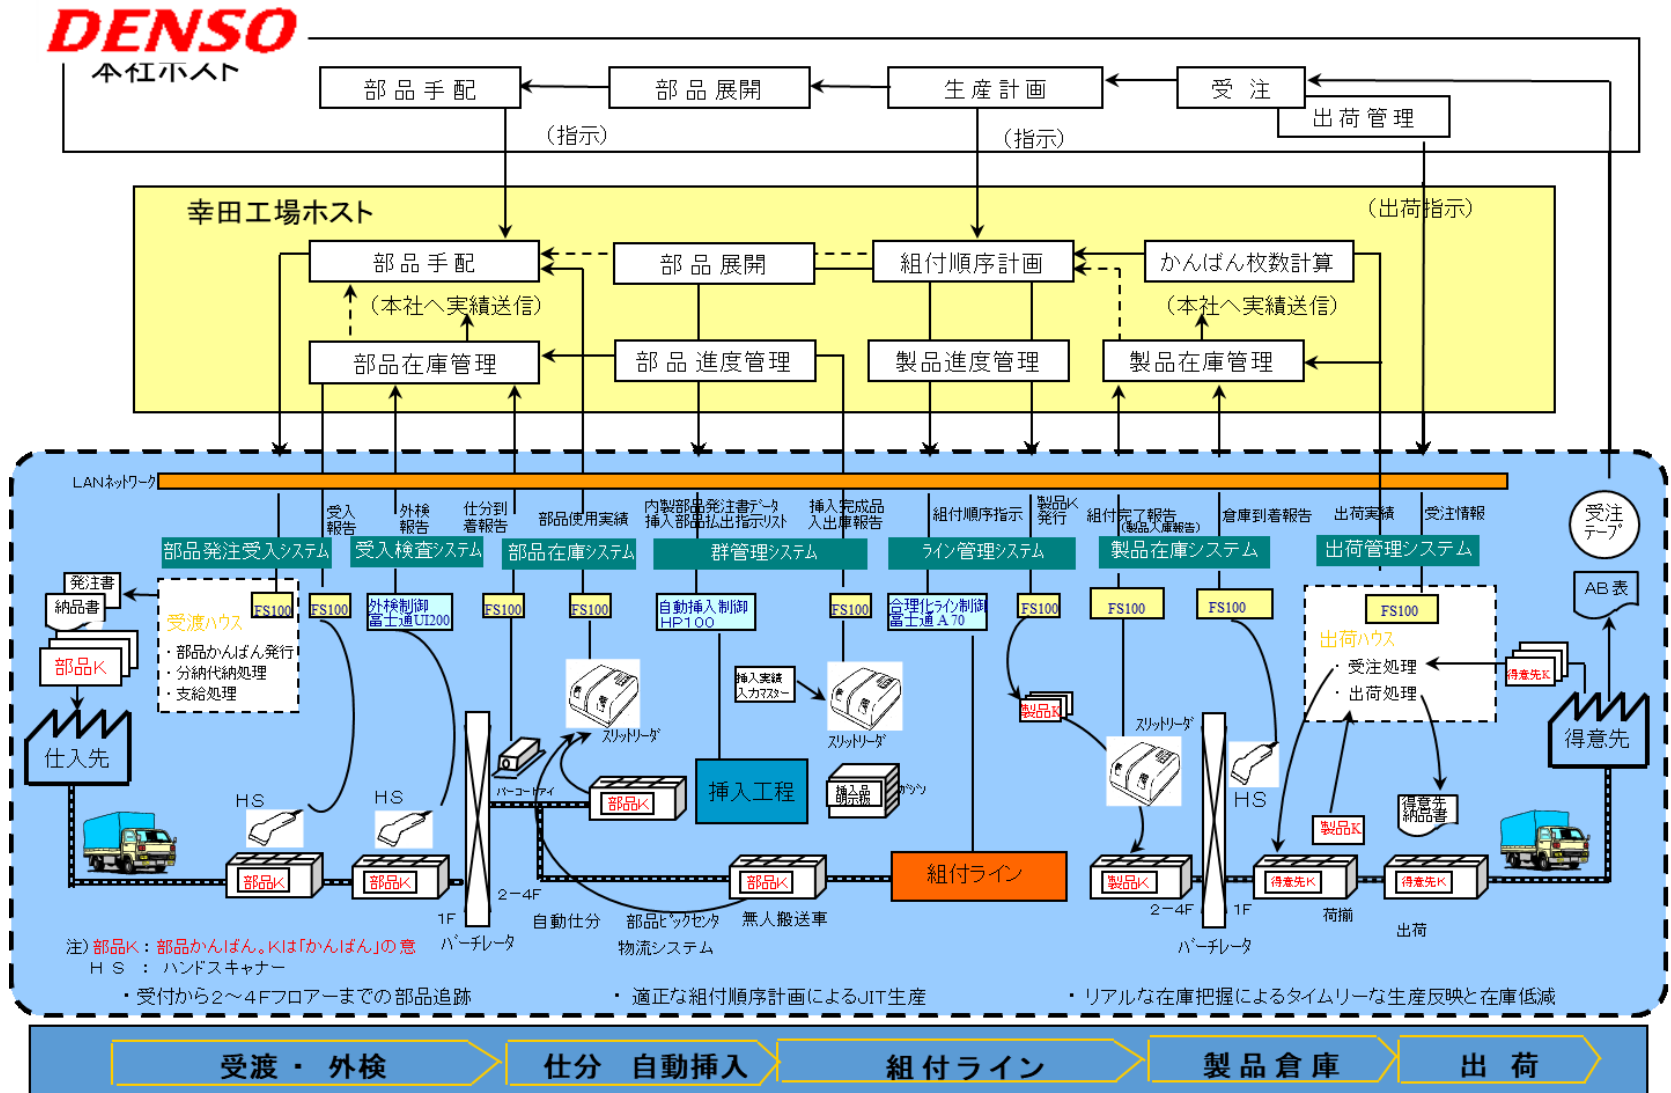 DENSO
本社ホスト
部品手配
部品展開
生産計画
受注
出荷管理
(指示)
(指示)
幸田工場ホスト
(出荷指示)
部品手配
部品展開
組付順序計画
かんばん枚数計算
(本社へ実績送信)
(本社へ実績送信)
部品在庫管理
部品進度管理
製品進度管理
製品在庫管理
LANネットワーク
受入
報告
外検
報告
仕分到
着報告
部品使用実績
内製部品発注書データ
挿入部品払出指示リスト
挿入完成品
入出庫報告
組付順序指示
製品K
発行
組付完了報告
(製品入庫報告)
倉庫到着報告
出荷実績
受注情報
受注
テープ
部品発注受入システム
受入検査システム
部品在庫システム
群管理システム
ライン管理システム
製品在庫システム
出荷管理システム
発注書
納品書
部品K
FS100
受渡ハウス
・部品かんばん発行
・分納代納処理
・支給処理
FS100
外検制御
富士通UI200
FS100
FS100
自動挿入制御
HP100
FS100
合理化ライン制御
富士通A70
FS100
FS100
FS100
FS100
出荷ハウス
・受注処理
・出荷処理
AB表
得意先K
挿入実績
入力マスター
製品K
スリットリーダ
スリットリーダ
スリットリーダ
仕入先
得意先
HS
HS
バーコードアイ
部品K
挿入工程
挿入品
明示板
HS
製品K
得意先
納品書
部品K
部品K
部品K
組付ライン
製品K
得意先K
得意先K
1F
2−4F
バーチレータ
自動仕分
部品ピックセンタ
物流システム
無人搬送車
2−4F
1F
バーチレータ
荷揃
出荷
注)部品K:部品かんばん。Kは「かんばん」の意
HS : ハンドスキャナー
・受付から2〜4Fフロアーまでの部品追跡
・適正な組付順序計画によるJIT生産
・リアルな在庫把握によるタイムリーな生産反映と在庫低減
受渡・外検
仕分 自動挿入
組付ライン
製品倉庫
出荷